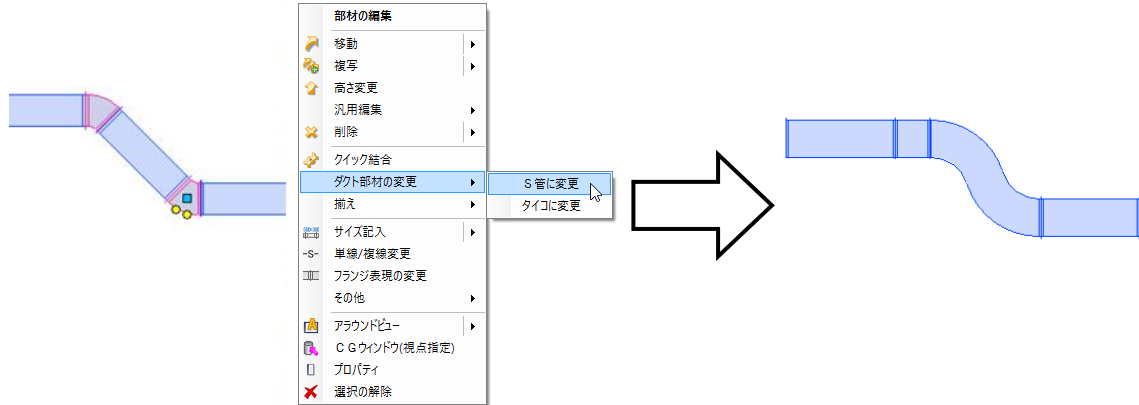 部材の編集
移動
複写
高さ変更
汎用編集
削除
クイック結合
ダクト部材の変更
S管に変更
タイコに変更
揃え
サイズ記入
-S- 単線/複線変更
フランジ表現の変更
その他
A アラウンドビュー
CGウィンドウ(視点指定)
プロパティ
選択の解除